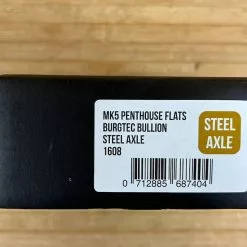 MK5 PENTHOUSE FLATS
BURGTEC BULLION
STEEL AXLE
1608
STEEL
AXLE
0 712885 687404